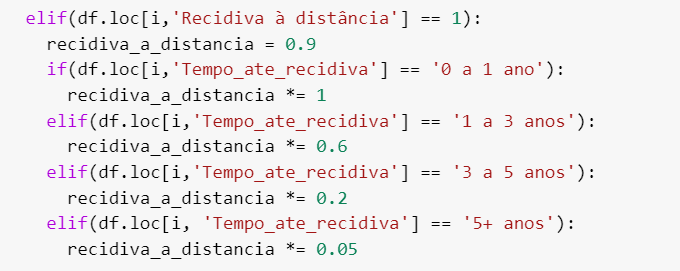 elif(df.loc[i,'Recidiva à distância'] == 1):
recidiva_a_distancia = 0.9
if(df.loc[i,'Tempo_ate_recidiva'] == '0 a 1 ano'):
recidiva_a_distancia *= 1
elif(df.loc[i,'Tempo_ate_recidiva'] == '1 a 3 anos'):
recidiva_a_distancia *= 0.6
elif(df.loc[i,'Tempo_ate_recidiva'] == '3 a 5 anos'):
recidiva_a_distancia *= 0.2
elif(df.loc[i, 'Tempo_ate_recidiva'] == '5+ anos'):
recidiva_a_distancia *= 0.05